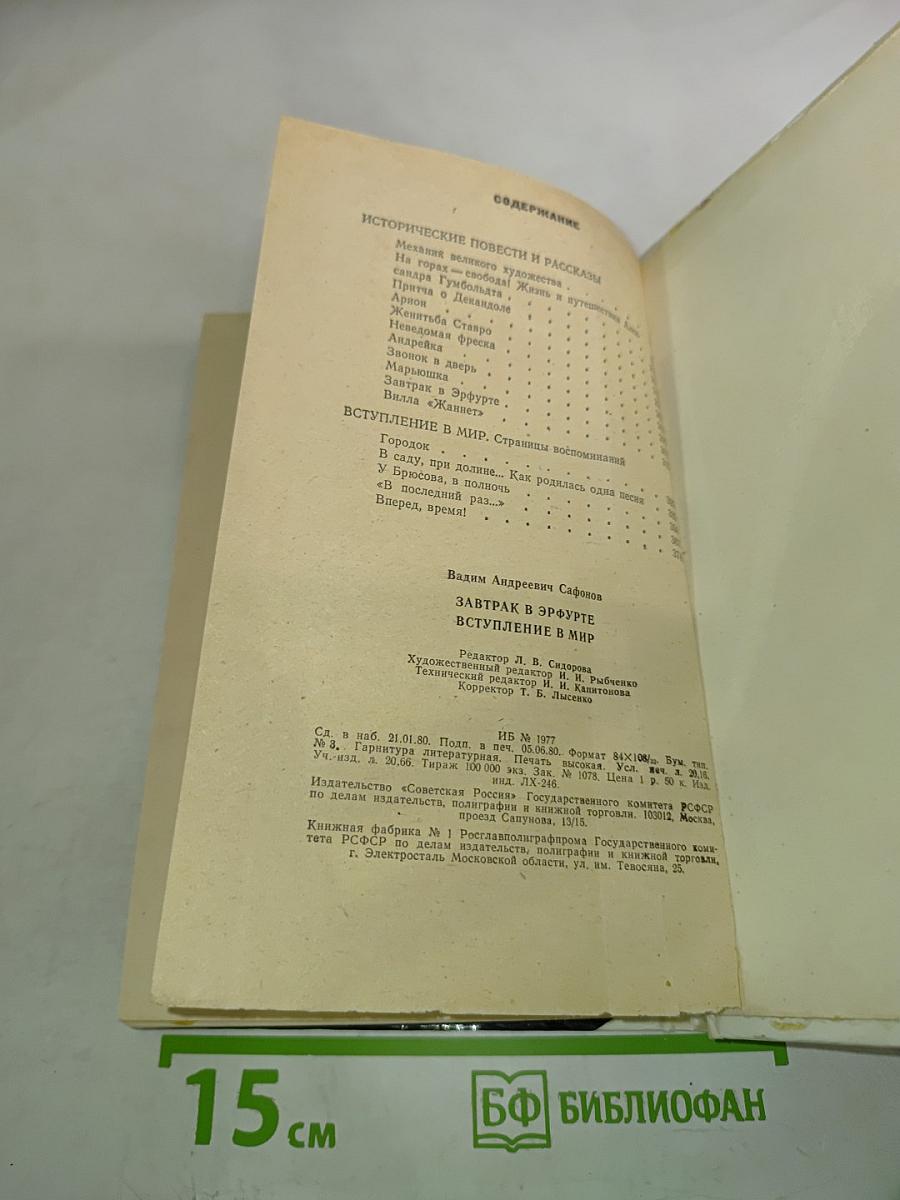 СОДЕРЖАНИЕ
ИСТОРИЧЕСКИЕ ПОВЕСТИ И РАССКАЗЫ
Механик великого художества . . . . . .
На горах — свобода! Жизнь и путешествия Алек-
сандра Гумбольдта . . . . . . .
Притча о Декандоле . . . . . . .
Арион . . . . . . . . . .
Женитьба Ставро . . . . . . . .
Неведомая фреска . . . . . . . .
Андрейка . . . . . . . . . .
Звонок в дверь . . . . . . . .
Марьюшка . . . . . . . . .
Завтрак в Эрфурте . . . . . . . .
Вилла «Жаннет» . . . . . . . .
ВСТУПЛЕНИЕ В МИР. Страницы воспоминаний
Городок . . . . . . . . . .
В саду, при долине... Как родилась одна песня .
У Брюсова, в полночь . . . . . . .
«В последний раз...» . . . . . . .
Вперед, время! . . . . . . . .
Вадим Андреевич Сафонов
ЗАВТРАК В ЭРФУРТЕ
ВСТУПЛЕНИЕ В МИР
Редактор Л. В. Сидорова
Художественный редактор И. И. Рыбченко
Технический редактор И. И. Капитонова
Корректор Т. Б. Лысенко
ИБ № 1977
Сд. в наб. 21.01.80. Подп. в печ. 05.06.80. Формат 84Х108/32. Бум. тип.
№ 3. Гарнитура литературная. Печать высокая. Усл. печ. л. 20,16.
Уч.-изд. л. 20,66. Тираж 100 000 экз. Зак. № 1078. Цена 1 р. 50 к. Изд.
инд. ЛХ-246.
Издательство «Советская Россия» Государственного комитета РСФСР
по делам издательств, полиграфии и книжной торговли. 103012, Москва,
проезд Сапунова, 13/15.
Книжная фабрика № 1 Росглавполиграфпрома Государственного коми-
тета РСФСР по делам издательств, полиграфии и книжной торговли,
г. Электросталь Московской области, ул. им. Тевосяна, 25.
15 см
БФ БИБЛИОФАН